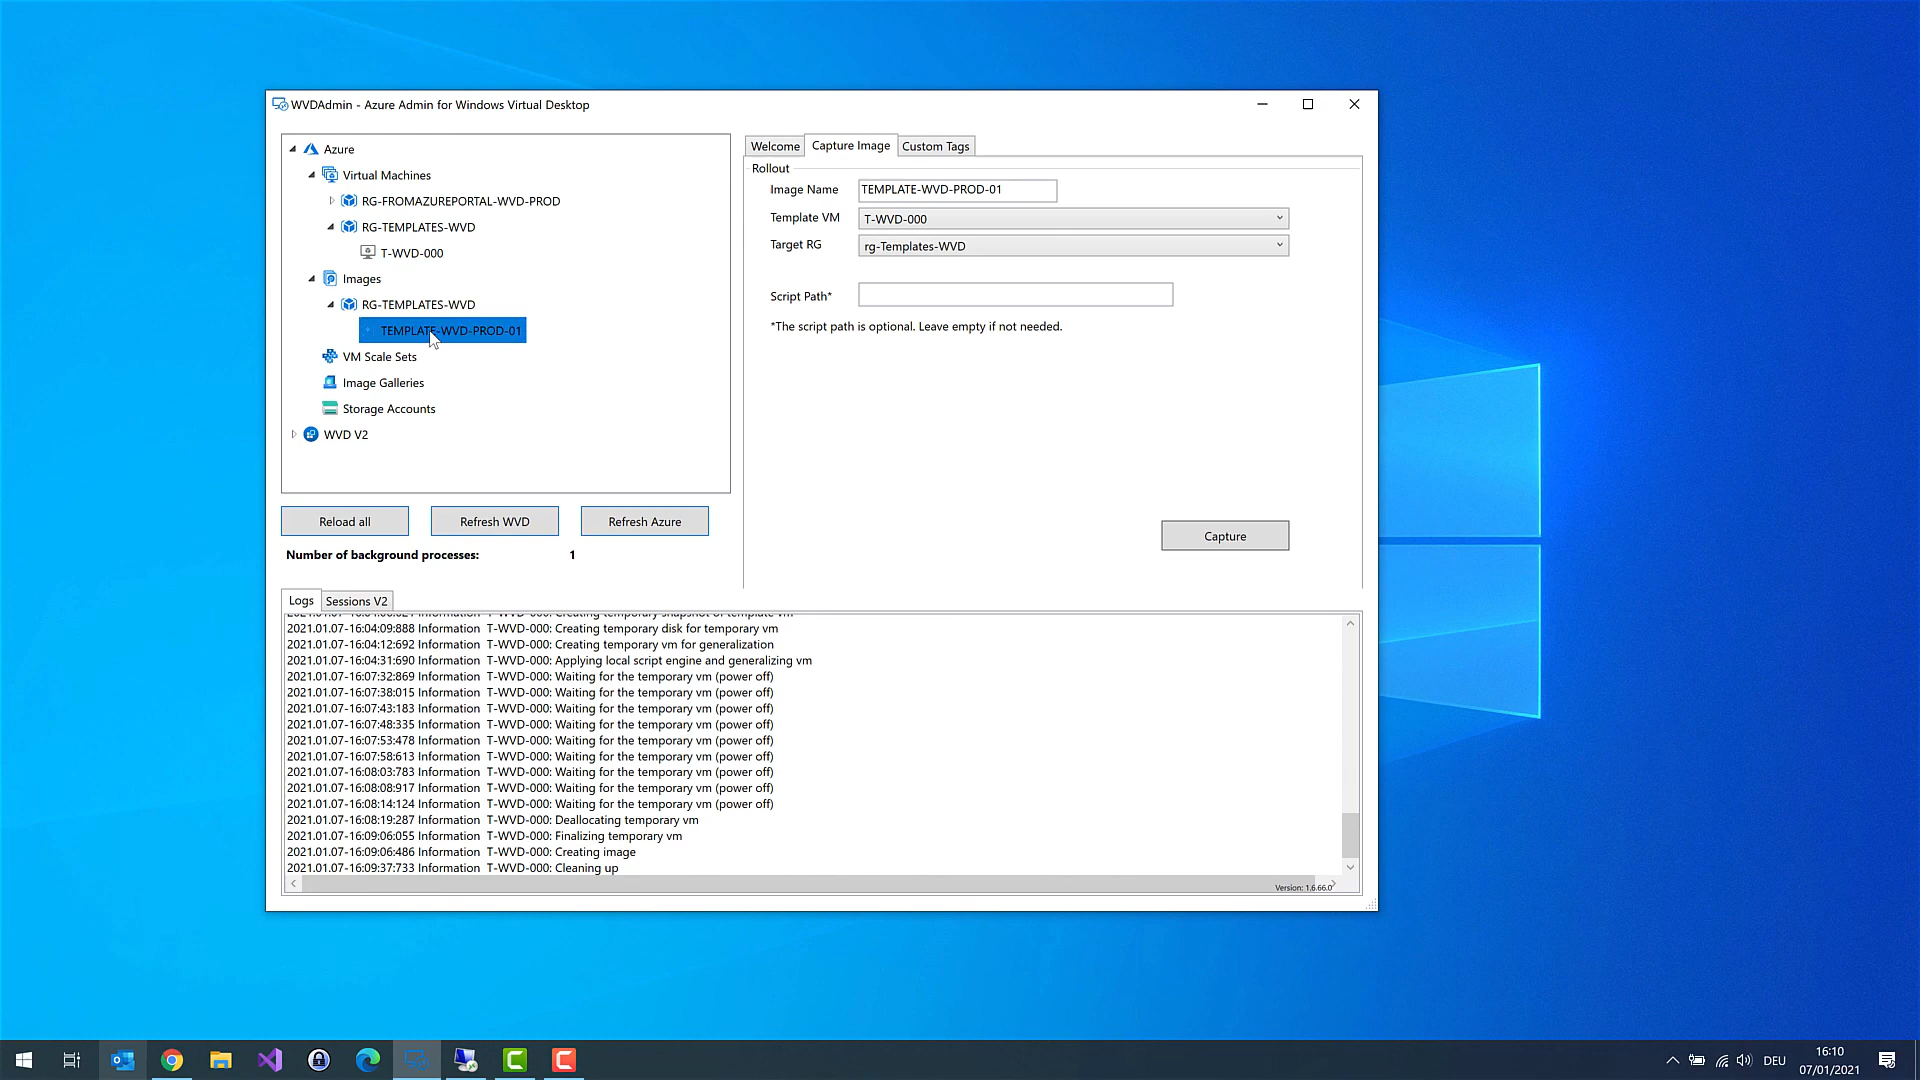 WVDAdmin - Azure Admin for Windows Virtual Desktop
Azure
Virtual Machines
RG-FROMAZUREPORTAL-WVD-PROD
RG-TEMPLATES-WVD
T-WVD-000
Images
RG-TEMPLATES-WVD
TEMPLATE-WVD-PROD-01
VM Scale Sets
Image Galleries
Storage Accounts
WVD V2
Reload all
Refresh WVD
Refresh Azure
Number of background processes: 1
Welcome
Capture Image
Custom Tags
Rollout
Image Name TEMPLATE-WVD-PROD-01
Template VM T-WVD-000
Target RG rg-Templates-WVD
Script Path*
*The script path is optional. Leave empty if not needed.
Capture
Logs
Sessions V2
Information T-WVD-000: Creating temporary snapshot of template vm
2021.01.07-16:04:09:888 Information T-WVD-000: Creating temporary disk for temporary vm
2021.01.07-16:04:12:692 Information T-WVD-000: Creating temporary vm for generalization
2021.01.07-16:04:31:690 Information T-WVD-000: Applying local script engine and generalizing vm
2021.01.07-16:07:32:869 Information T-WVD-000: Waiting for the temporary vm (power off)
2021.01.07-16:07:38:015 Information T-WVD-000: Waiting for the temporary vm (power off)
2021.01.07-16:07:43:183 Information T-WVD-000: Waiting for the temporary vm (power off)
2021.01.07-16:07:48:335 Information T-WVD-000: Waiting for the temporary vm (power off)
2021.01.07-16:07:53:478 Information T-WVD-000: Waiting for the temporary vm (power off)
2021.01.07-16:07:58:613 Information T-WVD-000: Waiting for the temporary vm (power off)
2021.01.07-16:08:03:783 Information T-WVD-000: Waiting for the temporary vm (power off)
2021.01.07-16:08:08:917 Information T-WVD-000: Waiting for the temporary vm (power off)
2021.01.07-16:08:14:124 Information T-WVD-000: Waiting for the temporary vm (power off)
2021.01.07-16:08:19:287 Information T-WVD-000: Deallocating temporary vm
2021.01.07-16:09:06:055 Information T-WVD-000: Finalizing temporary vm
2021.01.07-16:09:06:486 Information T-WVD-000: Creating image
2021.01.07-16:09:37:733 Information T-WVD-000: Cleaning up
Version: 1.6.66.0
DEU
16:10
07/01/2021